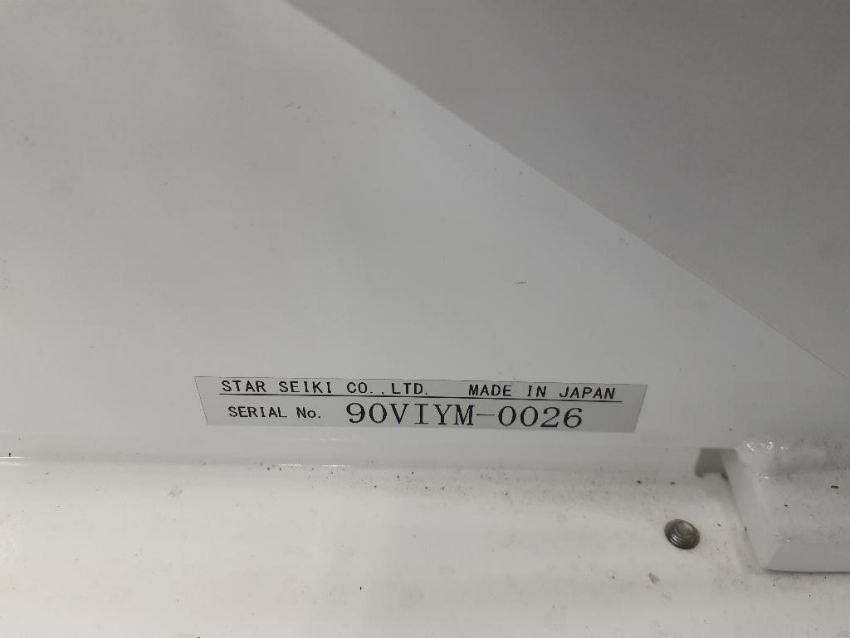 STAR SEIKI CO.,LTD. MADE IN JAPAN
SERIAL No. 90VIYM-0026